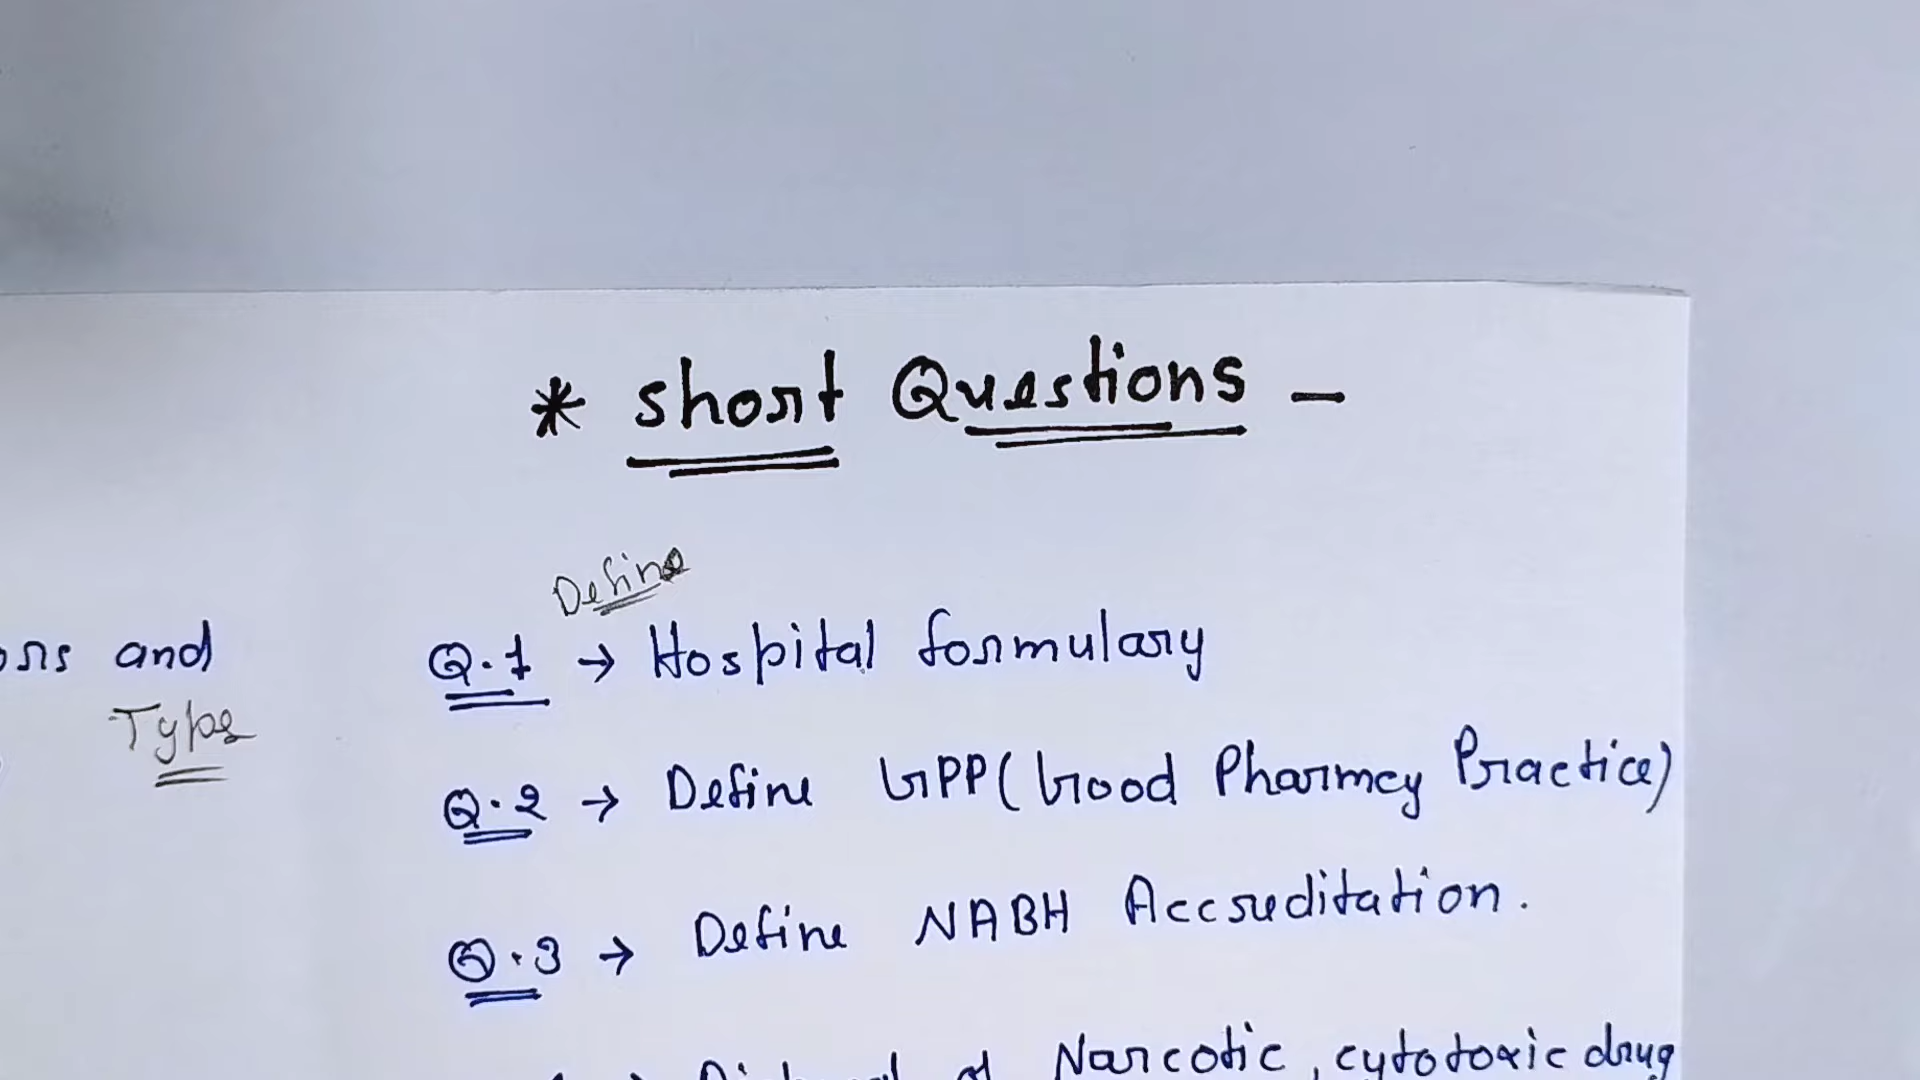 * Short Questions –
Define
Q.1 → Hospital formulary
Q.2 → Define GPP (Good Pharmcy Practice)
Q.3 → Define NABH Accreditation.
Narcotic, cytotoxic drug
and
Type